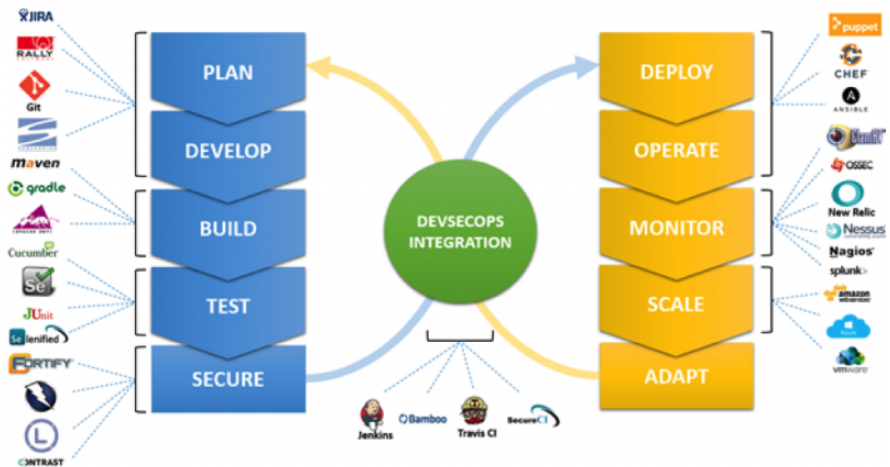 JIRA
RALLY
SOFTWARE
Git
maven
gradle
Cucumber
Se
JUnit
Selenified
FORTIFY
L
CONTRAST
PLAN
DEVELOP
BUILD
TEST
SECURE
DEVSECOPS
INTEGRATION
Jenkins
Bamboo
Travis CI
SecureCI
DEPLOY
OPERATE
MONITOR
SCALE
ADAPT
puppet
CHEF
A
ANSIBLE
OSSEC
New Relic
Nessus
Nagios
splunk>
amazon
webservices
Azure
vmware